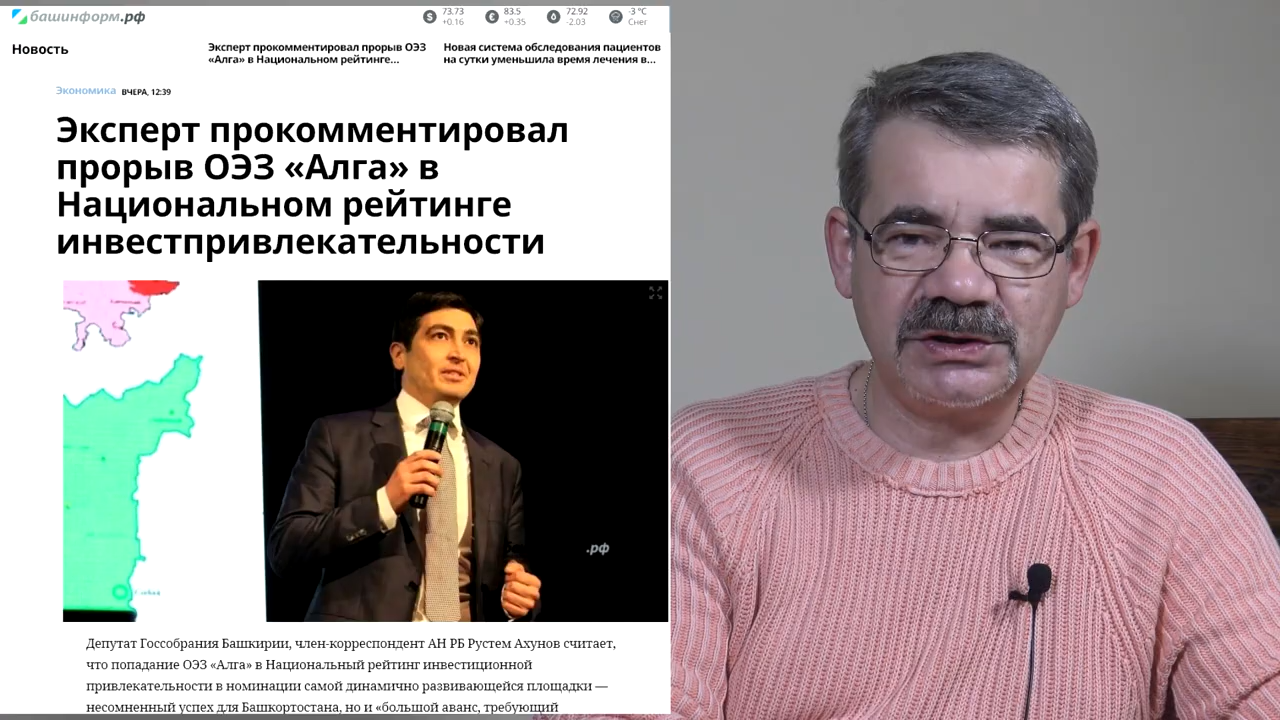 башинформ.рф
73.73
+0.16
83.5
+0.35
72.92
-2.03
-3 °C
Снег
Новость
Эксперт прокомментировал прорыв ОЭЗ
«Алга» в Национальном рейтинге...
Новая система обследования пациентов
на сутки уменьшила время лечения в...
Экономика ВЧЕРА, 12:39
Эксперт прокомментировал
прорыв ОЭЗ «Алга» в
Национальном рейтинге
инвестпривлекательности
.рф
Депутат Госсобрания Башкирии, член-корреспондент АН РБ Рустем Ахунов считает,
что попадание ОЭЗ «Алга» в Национальный рейтинг инвестиционной
привлекательности в номинации самой динамично развивающейся площадки —
несомненный успех для Башкортостана, но и «большой аванс, требующий